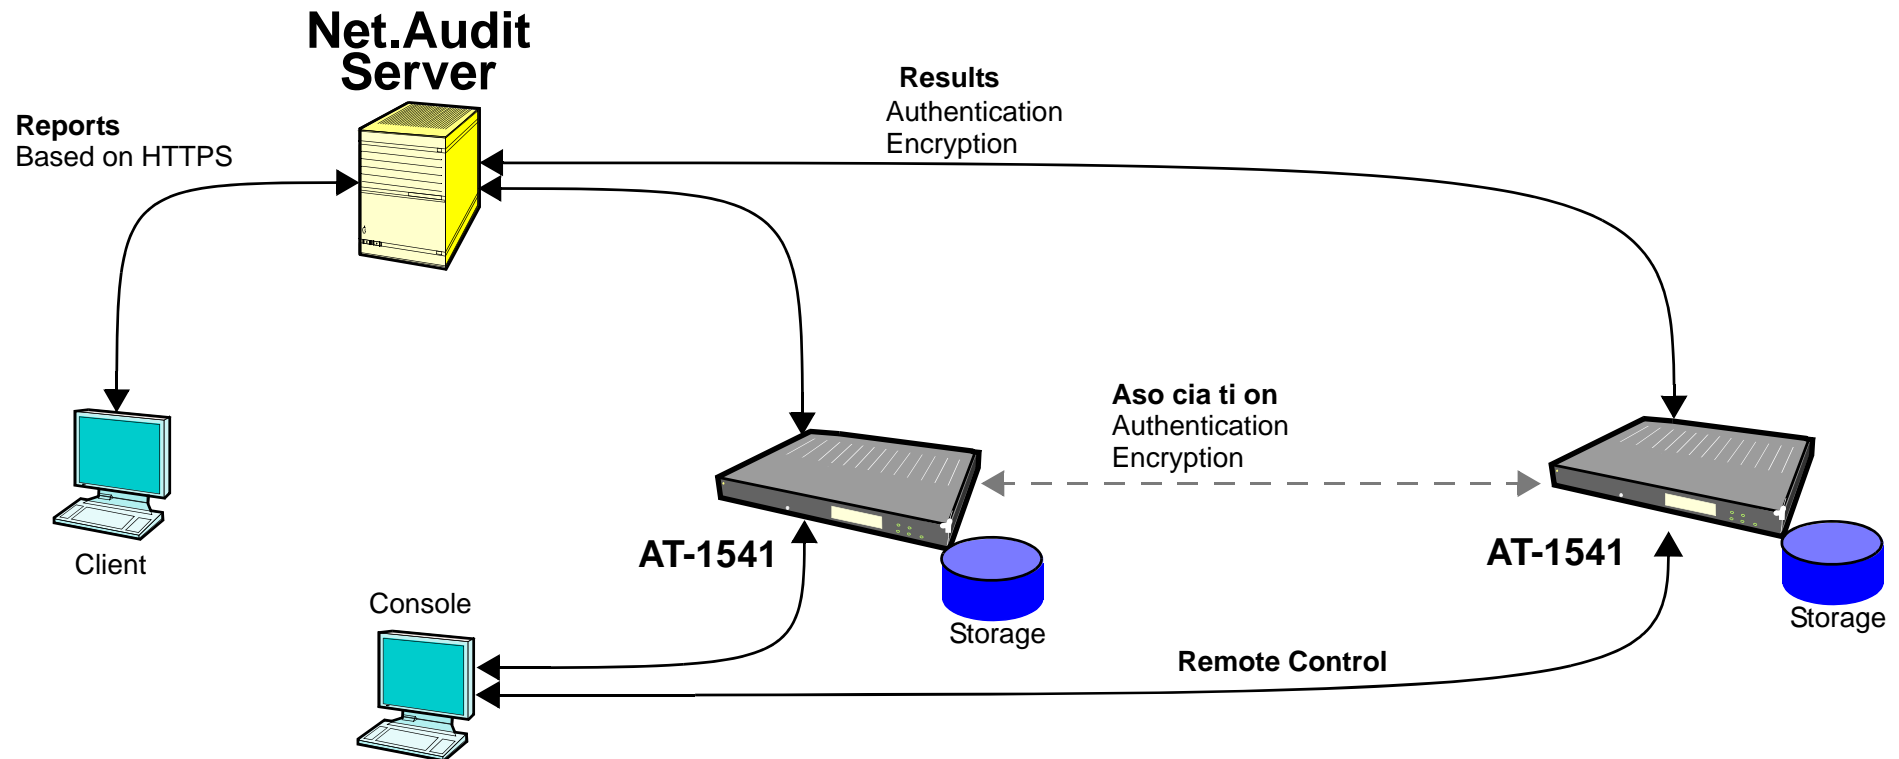 Net.Audit
Server
Reports
Based on HTTPS
Results
Authentication
Encryption
Aso cia ti on
Authentication
Encryption
Client
AT-1541
Storage
AT-1541
Storage
Console
Remote Control